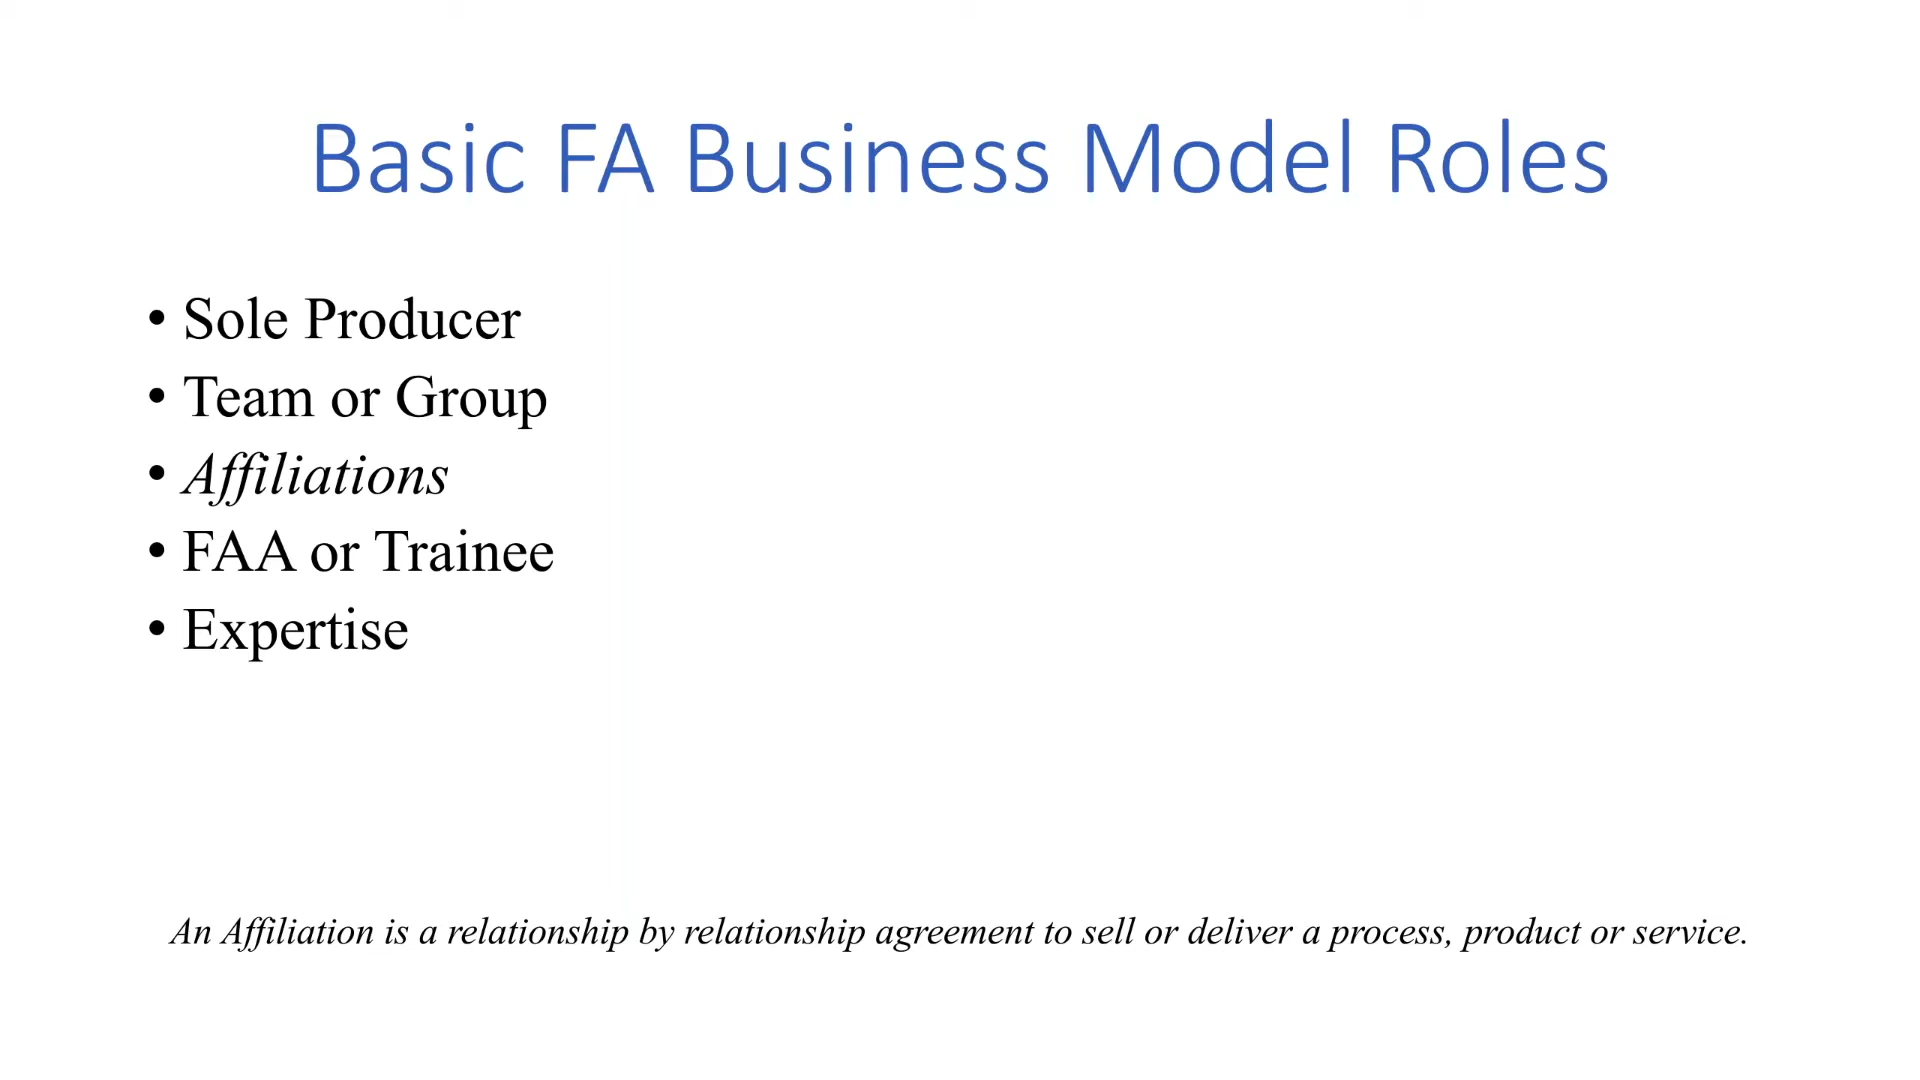 Basic FA Business Model Roles
• Sole Producer
• Team or Group
• Affiliations
• FAA or Trainee
• Expertise
An Affiliation is a relationship by relationship agreement to sell or deliver a process, product or service.